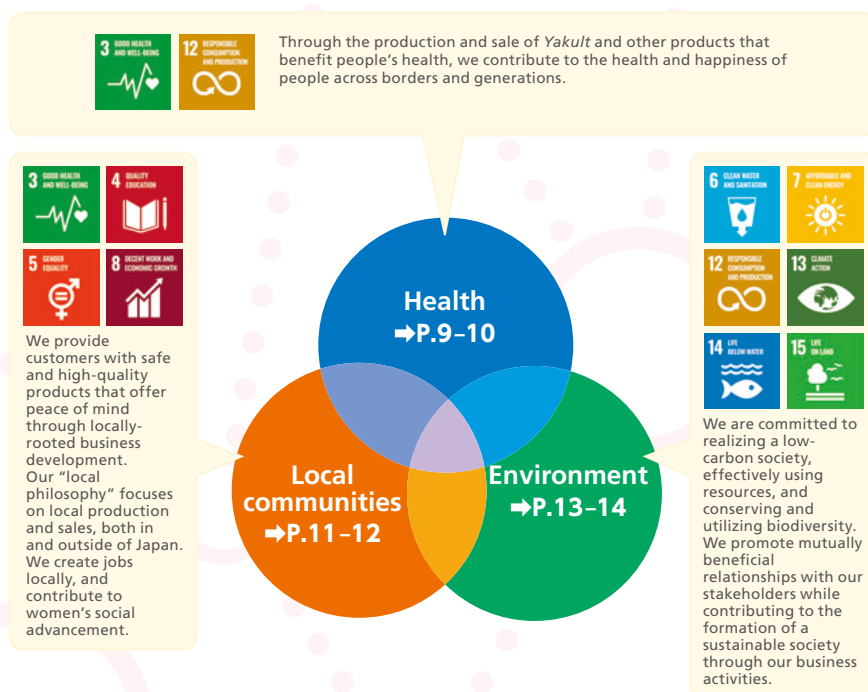 3 GOOD HEALTH
AND WELL-BEING
12 RESPONSIBLE
CONSUMPTION
AND PRODUCTION
Through the production and sale of Yakult and other products that
benefit people’s health, we contribute to the health and happiness of
people across borders and generations.
3 GOOD HEALTH
AND WELL-BEING
4 QUALITY
EDUCATION
5 GENDER
EQUALITY
8 DECENT WORK AND
ECONOMIC GROWTH
We provide
customers with safe
and high-quality
products that offer
peace of mind
through locally-
rooted business
development.
Our “local
philosophy” focuses
on local production
and sales, both in
and outside of Japan.
We create jobs
locally, and
contribute to
women’s social
advancement.
Health
➡P.9–10
Local
communities
➡P.11–12
Environment
➡P.13–14
6 CLEAN WATER
AND SANITATION
7 AFFORDABLE AND
CLEAN ENERGY
12 RESPONSIBLE
CONSUMPTION
AND PRODUCTION
13 CLIMATE
ACTION
14 LIFE
BELOW WATER
15 LIFE
ON LAND
We are committed to
realizing a low-
carbon society,
effectively using
resources, and
conserving and
utilizing biodiversity.
We promote mutually
beneficial
relationships with our
stakeholders while
contributing to the
formation of a
sustainable society
through our business
activities.